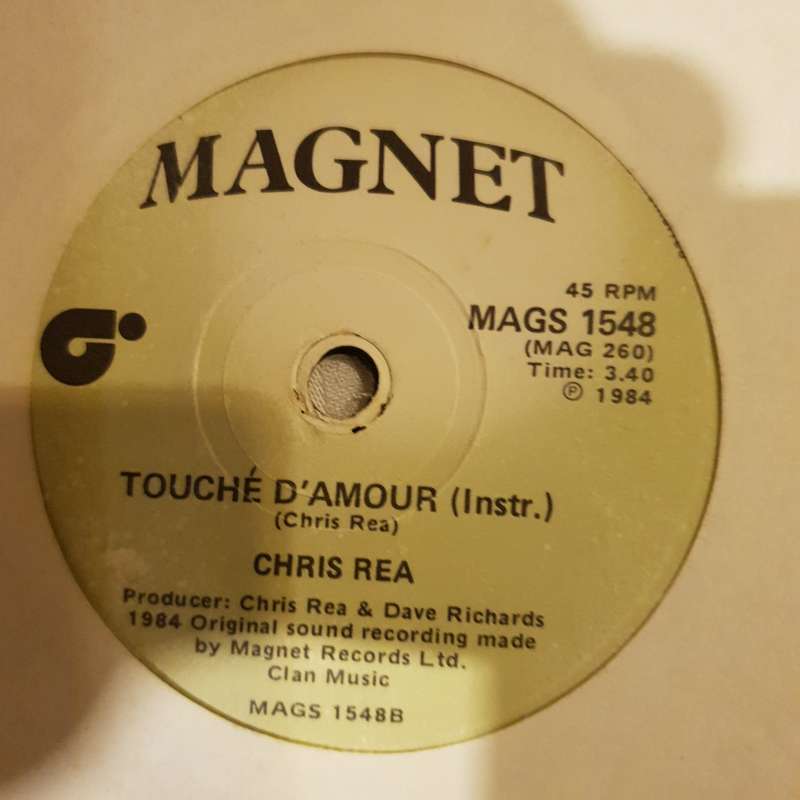 MAGNET
45 RPM
MAGS 1548
(MAG 260)
Time: 3.40
℗ 1984
TOUCHÉ D'AMOUR (Instr.)
(Chris Rea)
CHRIS REA
Producer: Chris Rea & Dave Richards
1984 Original sound recording made
by Magnet Records Ltd.
Clan Music
MAGS 1548B